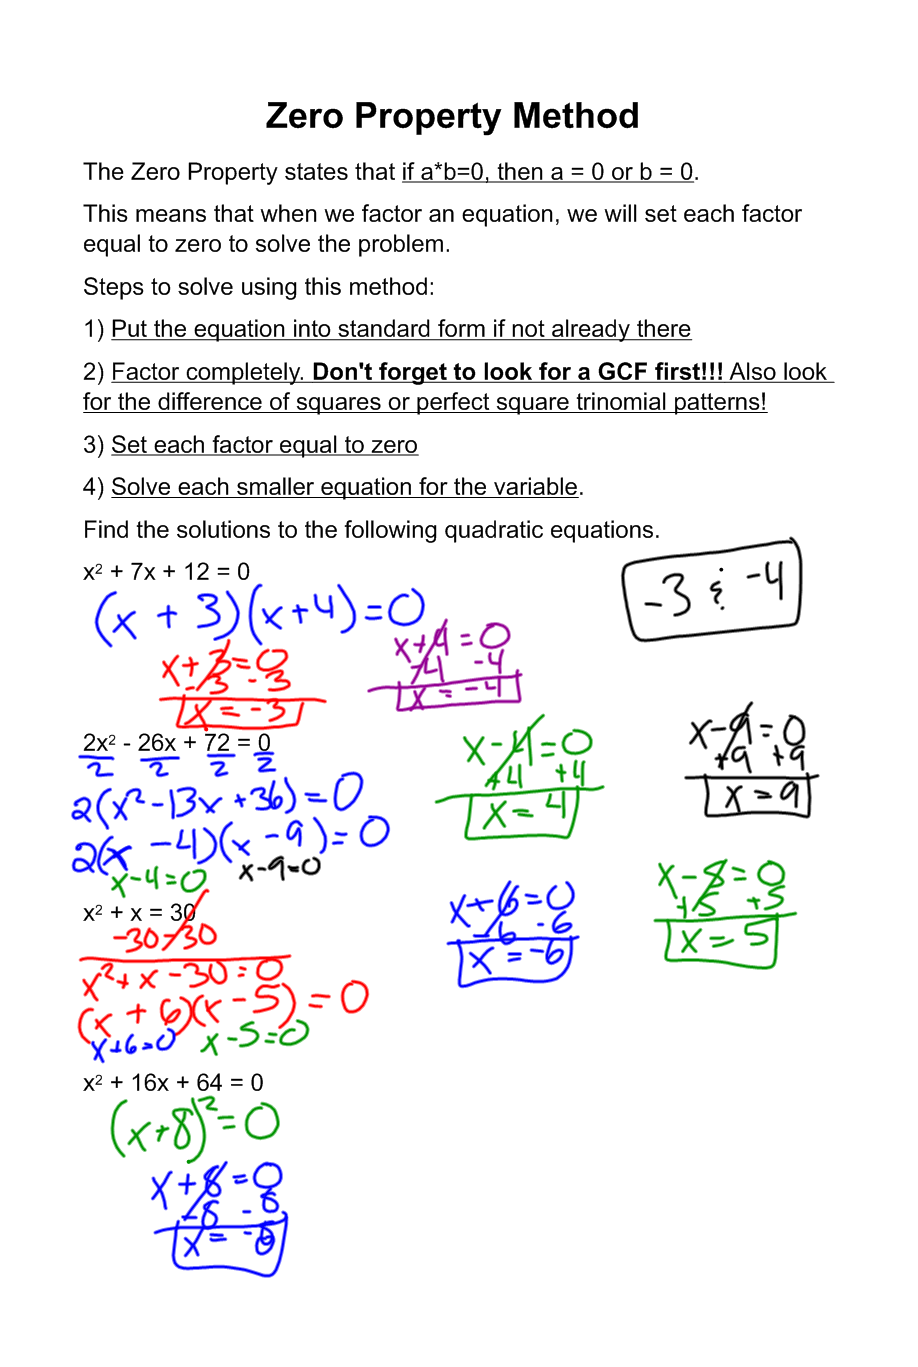 Zero Property Method
The Zero Property states that if a*b=0, then a = 0 or b = 0.
This means that when we factor an equation, we will set each factor
equal to zero to solve the problem.
Steps to solve using this method:
1) Put the equation into standard form if not already there
2) Factor completely. Don't forget to look for a GCF first!!! Also look
for the difference of squares or perfect square trinomial patterns!
3) Set each factor equal to zero
4) Solve each smaller equation for the variable.
Find the solutions to the following quadratic equations.
x² + 7x + 12 = 0
-3 & -4
(x + 3)(x+4)=0
x+3=0
-3 -3
x = -3
x+4=0
-4 -4
x = -4
2x² - 26x + 72 = 0
2 2 2 2
2(x²-13x+36)=0
2(x-4)(x-9)=0
x-4=0
x-9=0
x-4=0
+4 +4
x=4
x-9=0
+9 +9
x=9
x² + x = 30
-30 -30
x²+x-30=0
(x+6)(x-5)=0
x+6=0
x-5=0
x+6=0
-6 -6
x=-6
+5 +5
x=5
x² + 16x + 64 = 0
(x+8)²=0
x+8=0
-8 -8
x=-8